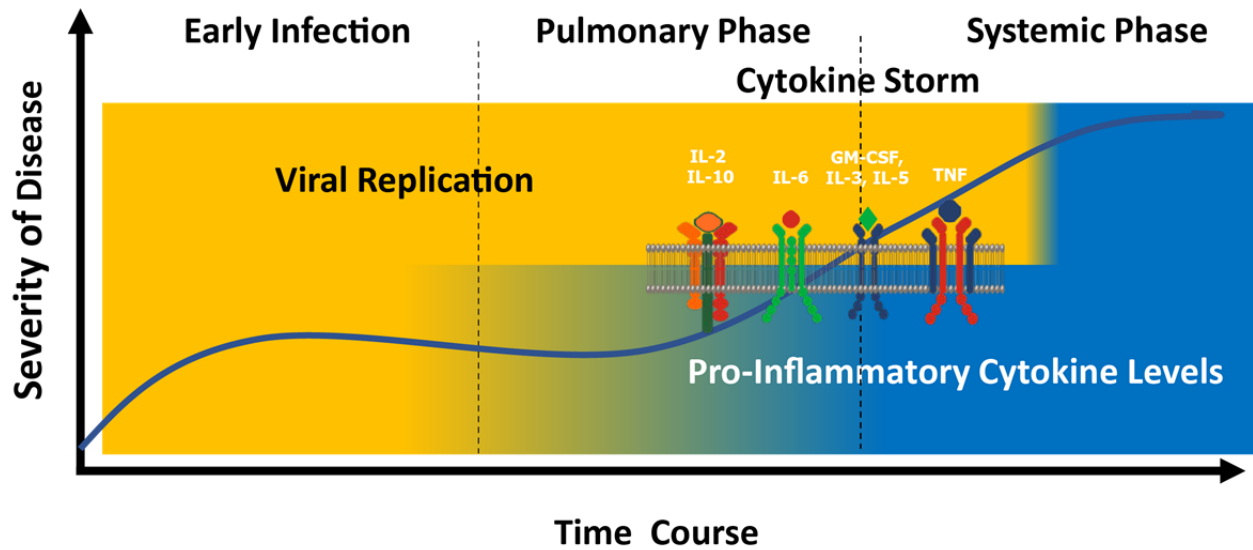 Early Infection
Pulmonary Phase
Systemic Phase
Cytokine Storm
Severity of Disease
Viral Replication
IL-2
IL-10
IL-6
GM-CSF,
IL-3, IL-5
TNF
Pro-Inflammatory Cytokine Levels
Time Course